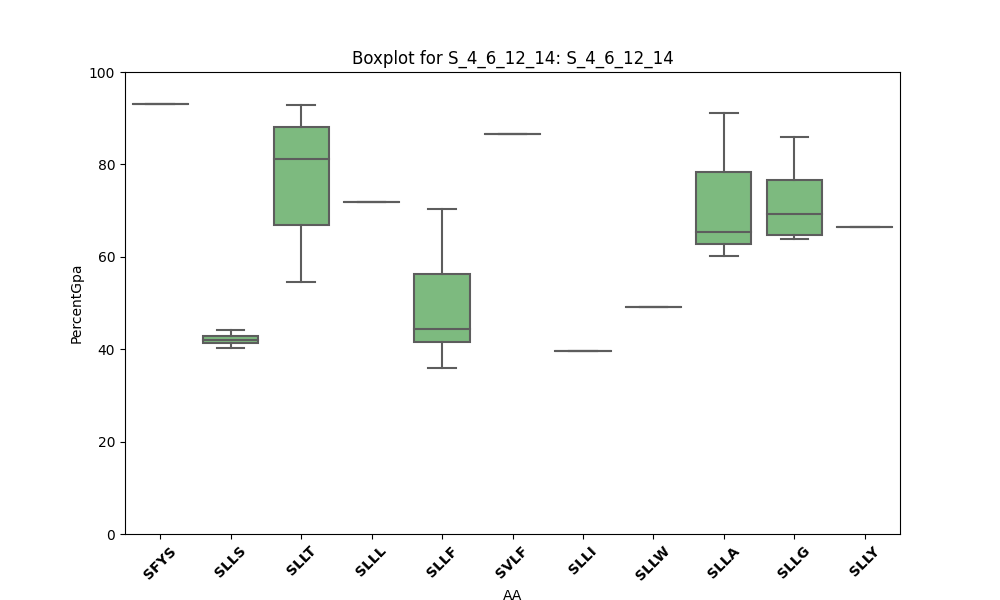 Boxplot for S_4_6_12_14: S_4_6_12_14
100
80
60
40
20
0
PercentGpa
SFYS
SLLS
SLLT
SLLL
SLLF
SVLF
SLLI
SLLW
SLLA
SLLG
SLLY
AA